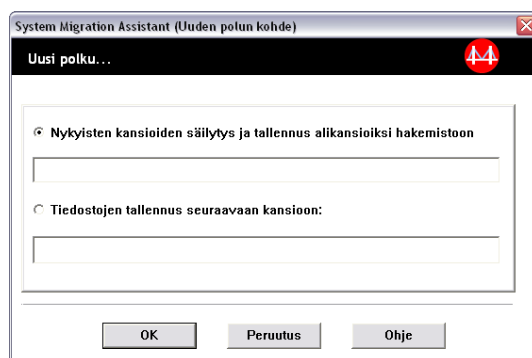 System Migration Assistant (Uuden polun kohde)
Uusi polku...
Nykyisten kansioiden säilytys ja tallennus alikansioiksi hakemistoon
Tiedostojen tallennus seuraavaan kansioon:
OK Peruutus Ohje